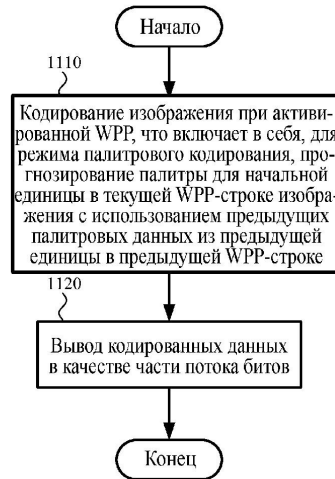 Начало
1110
Кодирование изображения при активи-
рованной WPP, что включает в себя, для
режима палитрового кодирования, про-
гнозирование палитры для начальной
единицы в текущей WPP-строке изобра-
жения с использованием предыдущих
палитровых данных из предыдущей
единицы в предыдущей WPP-строке
1120
Вывод кодированных данных
в качестве части потока битов
Конец